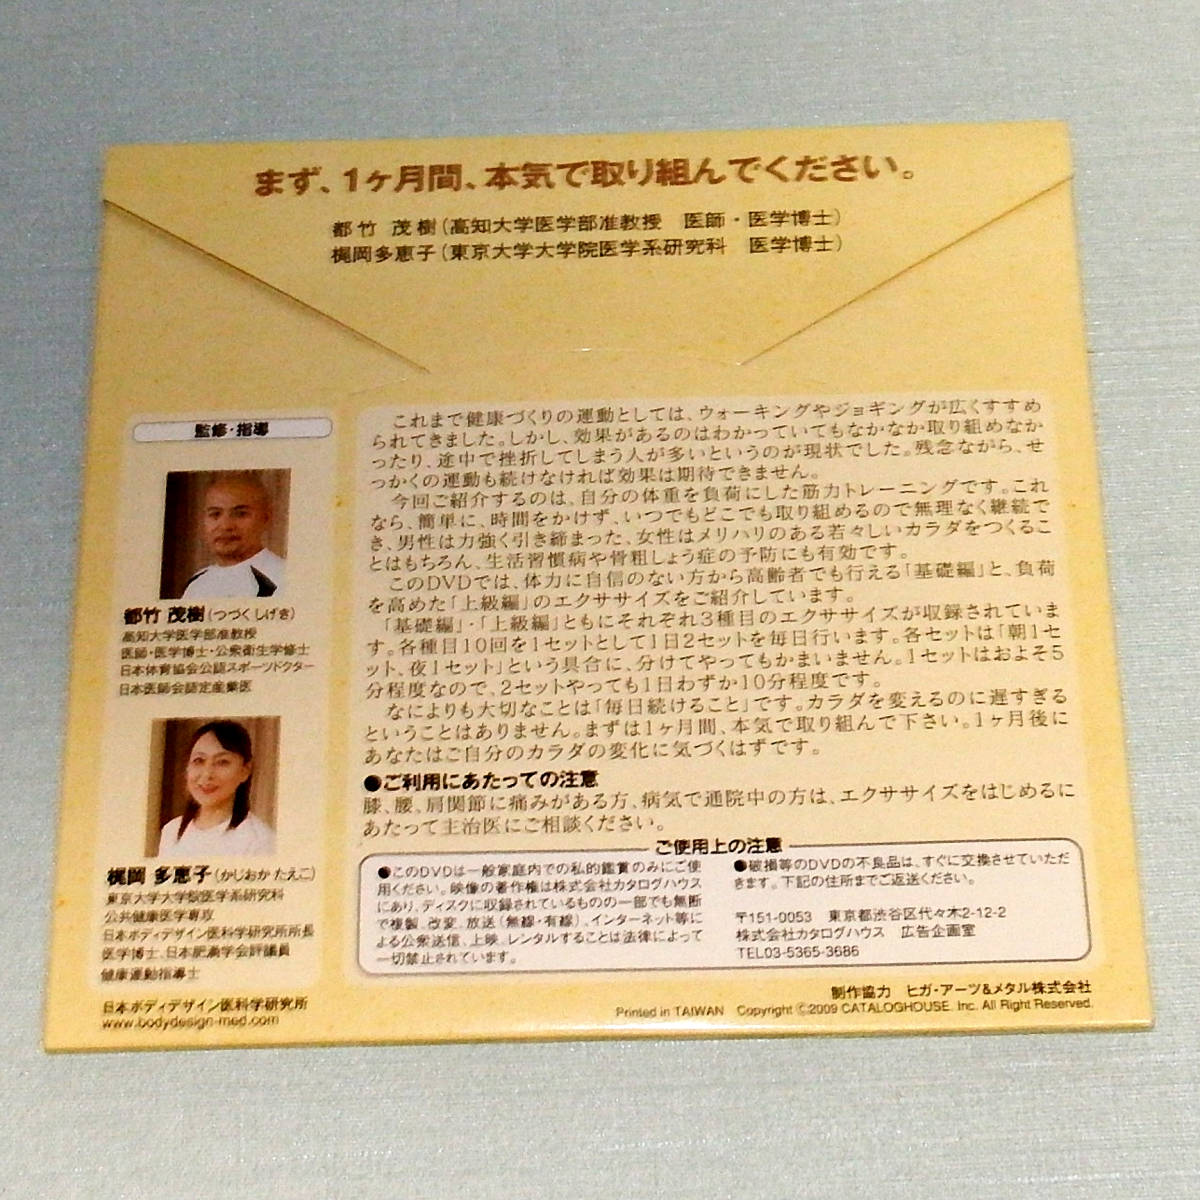 まず、1ヶ月間、本気で取り組んでください。
都竹 茂樹(高知大学医学部准教授 医師・医学博士)
梶岡多恵子(東京大学大学院医学系研究科 医学博士)
監修・指導
都竹 茂樹(つづく しげき)
高知大学医学部准教授
医師・医学博士・公衆衛生学修士
日本体育協会公認スポーツドクター
日本医師会認定産業医
梶岡 多恵子(かじおか たえこ)
東京大学大学院医学系研究科
公共健康医学専攻
日本ボディデザイン医科学研究所所長
医学博士、日本肥満学会評議員
健康運動指導士
日本ボディデザイン医科学研究所
www.bodydesign-med.com
これまで健康づくりの運動としては、ウォーキングやジョギングが広くすすめ
られてきました。しかし、効果があるのはわかっていてもなかなか取り組めなか
ったり、途中で挫折してしまう人が多いというのが現状でした。残念ながら、せ
っかくの運動も続けなければ効果は期待できません。
今回ご紹介するのは、自分の体重を負荷にした筋力トレーニングです。これ
なら、簡単に、時間をかけず、いつでもどこでも取り組めるので無理なく継続で
き、男性は力強く引き締まった、女性はメリハリのある若々しいカラダをつくるこ
とはもちろん、生活習慣病や骨粗しょう症の予防にも有効です。
このDVDでは、体力に自信のない方から高齢者でも行える「基礎編」と、負荷
を高めた「上級編」のエクササイズをご紹介しています。
「基礎編」・「上級編」ともにそれぞれ3種目のエクササイズが収録されていま
す。各種目10回を1セットとして1日2セットを毎日行います。各セットは「朝1セ
ット、夜1セット」という具合に、分けてやってもかまいません。1セットはおよそ5
分程度なので、2セットやっても1日わずか10分程度です。
なによりも大切なことは「毎日続けること」です。カラダを変えるのに遅すぎる
ということはありません。まずは1ヶ月間、本気で取り組んで下さい。1ヶ月後に
あなたはご自分のカラダの変化に気づくはずです。
●ご利用にあたっての注意
膝、腰、肩関節に痛みがある方、病気で通院中の方は、エクササイズをはじめるに
あたって主治医にご相談ください。
ご使用上の注意
●このDVDは一般家庭内での私的鑑賞のみにご使
用ください。映像の著作権は株式会社カタログハウス
にあり、ディスクに収録されているものの一部でも無断
で複製、改変、放送(無線・有線)、インターネット等に
よる公衆送信、上映、レンタルすることは法律によって
一切禁止されています。
●破損等のDVDの不良品は、すぐに交換させていただ
きます。下記の住所までご返送ください。
〒151-0053 東京都渋谷区代々木2-12-2
株式会社カタログハウス 広告企画室
TEL03-5365-3686
制作協力 ヒガ・アーツ&メタル株式会社
Printed in TAIWAN Copyright Ⓒ2009 CATALOGHOUSE. Inc. All Right Reserved.